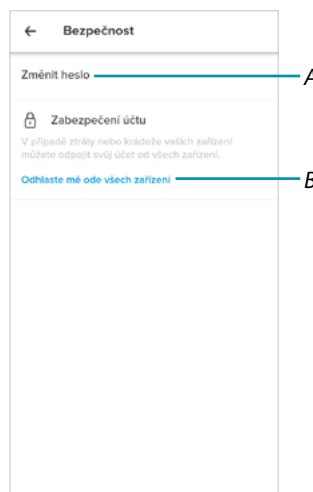 ← Bezpečnost
Změnit heslo A
Zabezpečení účtu
V případě ztráty nebo krádeže vašich zařízení
můžete odpojit svůj účet od všech zařízení.
Odhlaste mě ode všech zařízení B